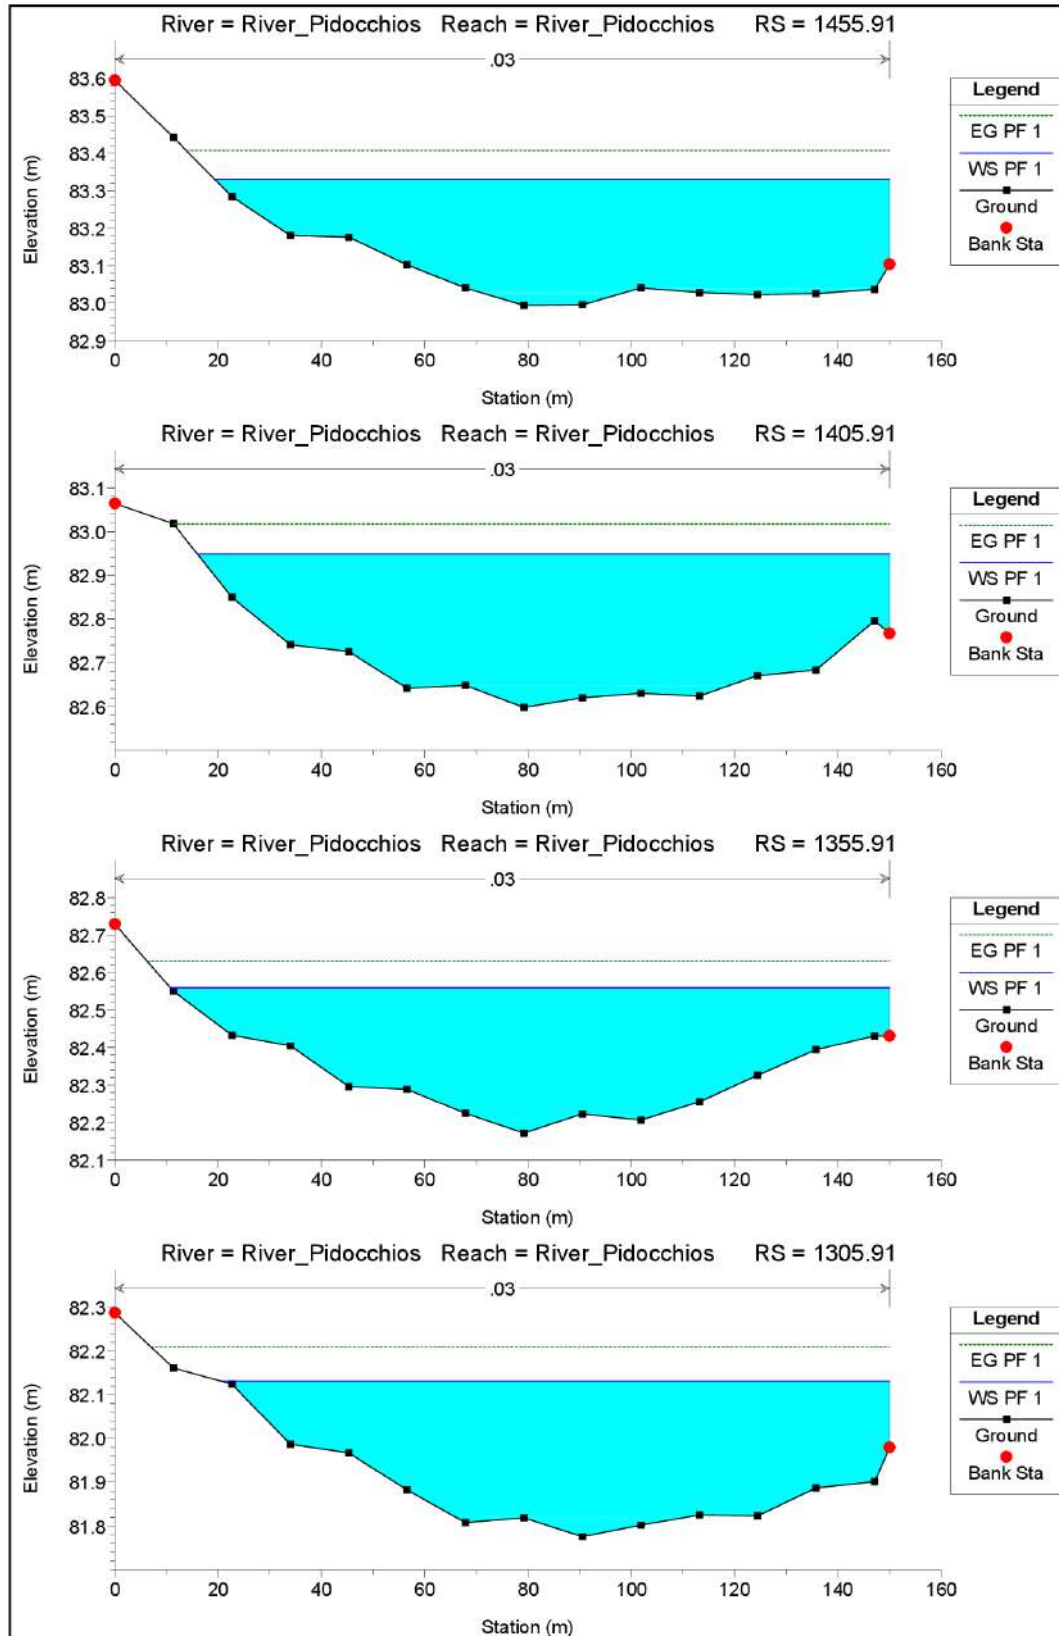 River = River_Pidocchios Reach = River_Pidocchios RS = 1455.91
.03
83.6
83.5
83.4
83.3
83.2
83.1
83.0
82.9
Elevation (m)
0 20 40 60 80 100 120 140 160
Station (m)
Legend
EG PF 1
WS PF 1
Ground
Bank Sta
River = River_Pidocchios Reach = River_Pidocchios RS = 1405.91
.03
83.1
83.0
82.9
82.8
82.7
82.6
Elevation (m)
0 20 40 60 80 100 120 140 160
Station (m)
Legend
EG PF 1
WS PF 1
Ground
Bank Sta
River = River_Pidocchios Reach = River_Pidocchios RS = 1355.91
.03
82.8
82.7
82.6
82.5
82.4
82.3
82.2
82.1
Elevation (m)
0 20 40 60 80 100 120 140 160
Station (m)
Legend
EG PF 1
WS PF 1
Ground
Bank Sta
River = River_Pidocchios Reach = River_Pidocchios RS = 1305.91
.03
82.3
82.2
82.1
82.0
81.9
81.8
Elevation (m)
0 20 40 60 80 100 120 140 160
Station (m)
Legend
EG PF 1
WS PF 1
Ground
Bank Sta